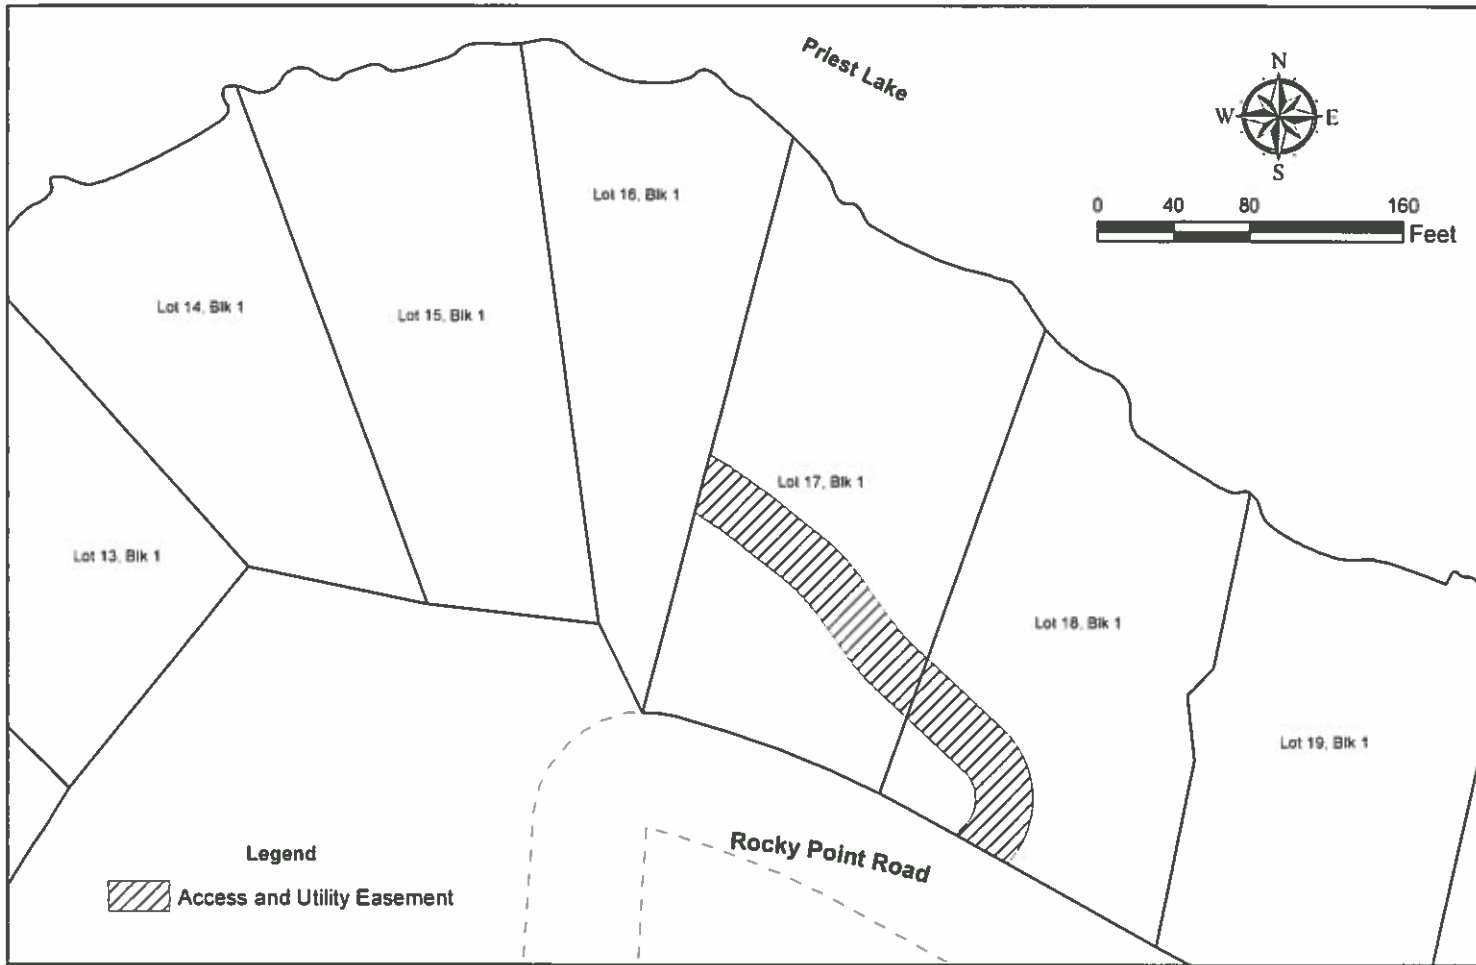 Priest Lake
N
W E
S
0 40 80 160
Feet
Lot 16, Blk 1
Lot 14, Blk 1
Lot 15, Blk 1
Lot 17, Blk 1
Lot 13, Blk 1
Lot 18, Blk 1
Lot 19, Blk 1
Rocky Point Road
Legend
Access and Utility Easement